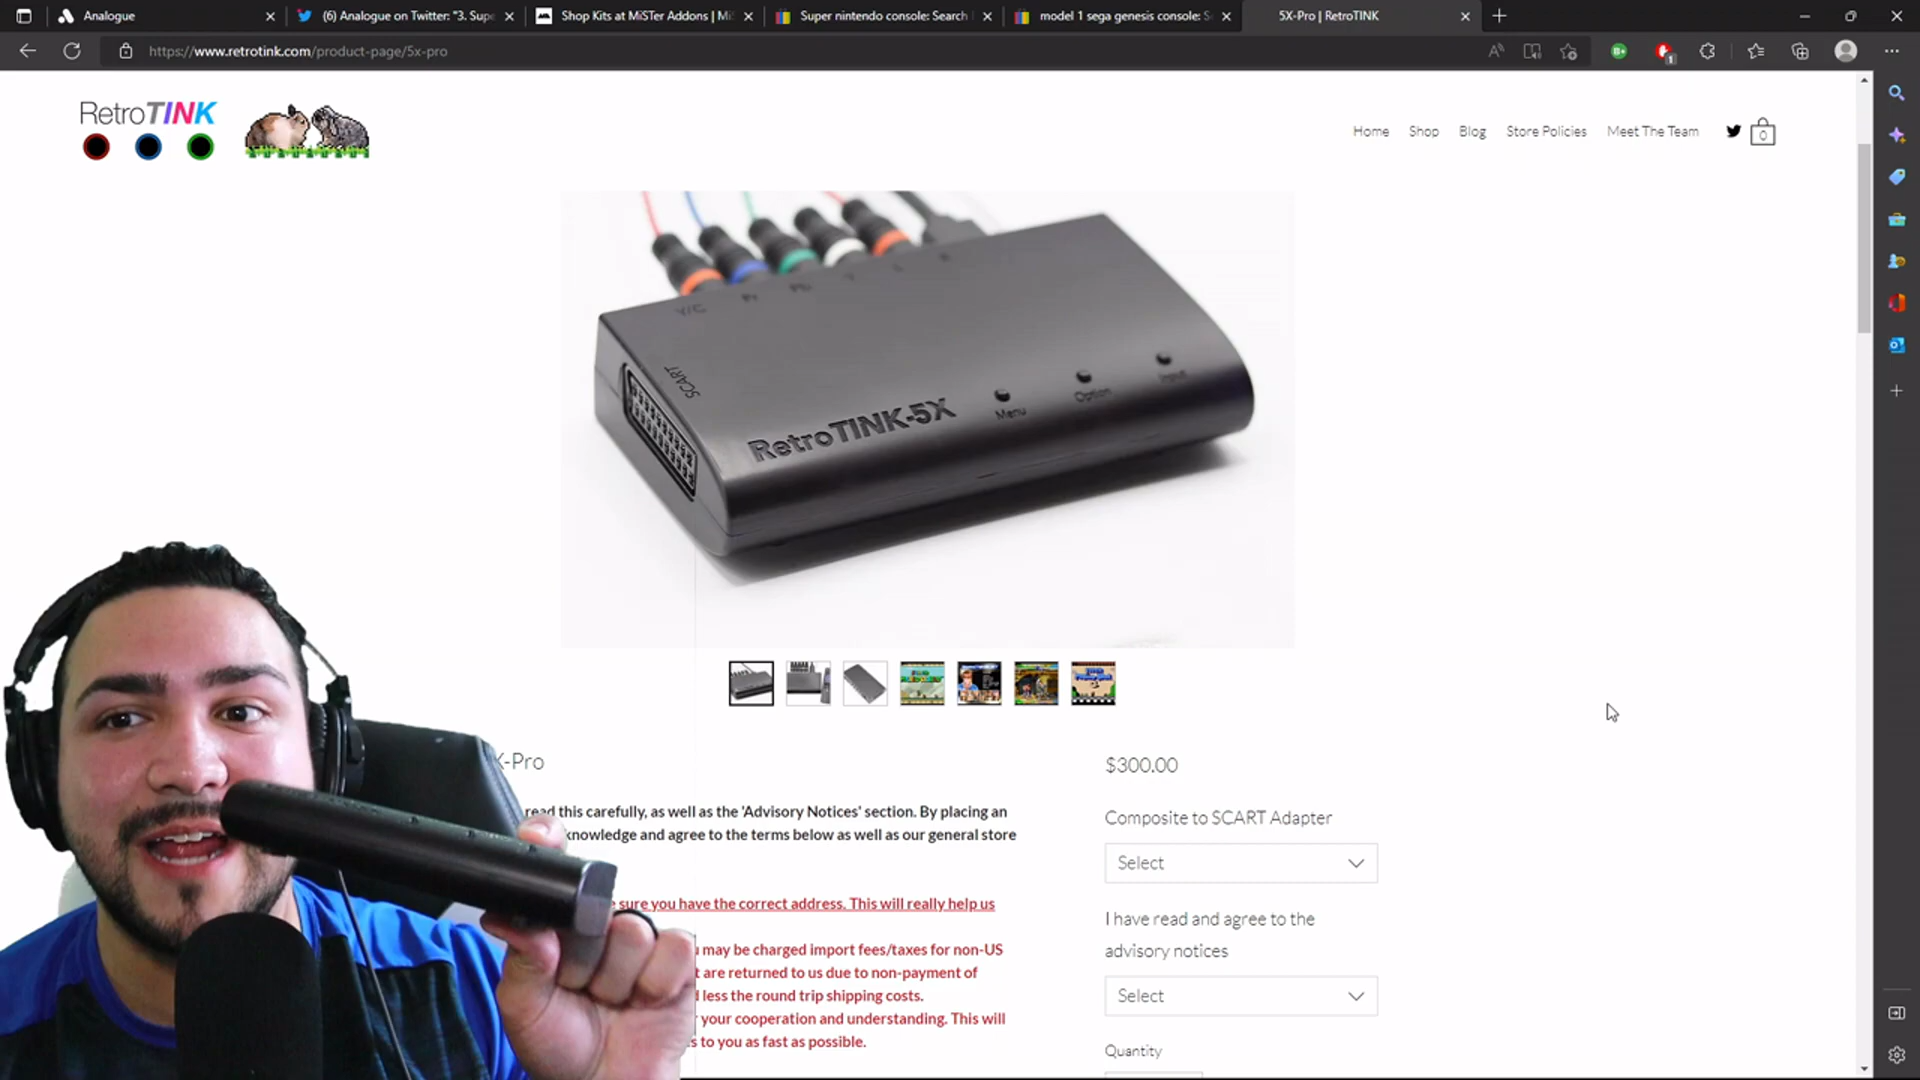 Analogue
(6) Analogue on Twitter: "3. Supe
Shop Kits at MiSTer Addons | Mi
Super nintendo console: Search
model 1 sega genesis console: S
5X-Pro | RetroTINK
https://www.retrotink.com/product-page/5x-pro
1
RetroTINK
Home
Shop
Blog
Store Policies
Meet The Team
0
Y/C
Pr
Pb
SCART
RetroTINK-5X
Menu
Option
Input
X-Pro
$300.00
read this carefully, as well as the 'Advisory Notices' section. By placing an
knowledge and agree to the terms below as well as our general store
Composite to SCART Adapter
Select
sure you have the correct address. This will really help us
I have read and agree to the
advisory notices
may be charged import fees/taxes for non-US
are returned to us due to non-payment of
less the round trip shipping costs.
your cooperation and understanding. This will
s to you as fast as possible.
Select
Quantity